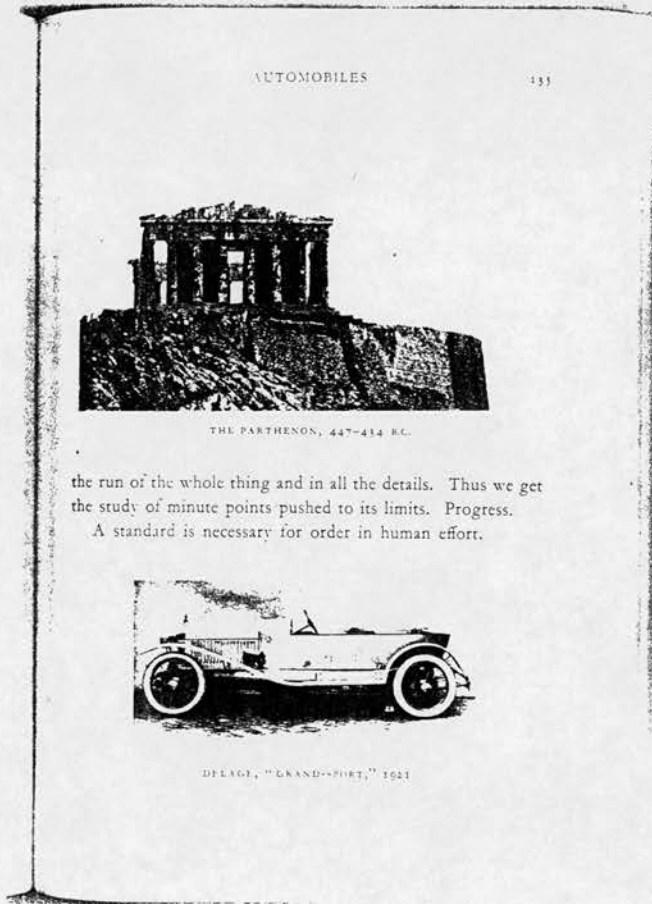 AUTOMOBILES 135
THE PARTHENON, 447–434 B.C.
the run of the whole thing and in all the details. Thus we get
the study of minute points pushed to its limits. Progress.
A standard is necessary for order in human effort.
DELAGE, "GRAND-SPORT," 1921